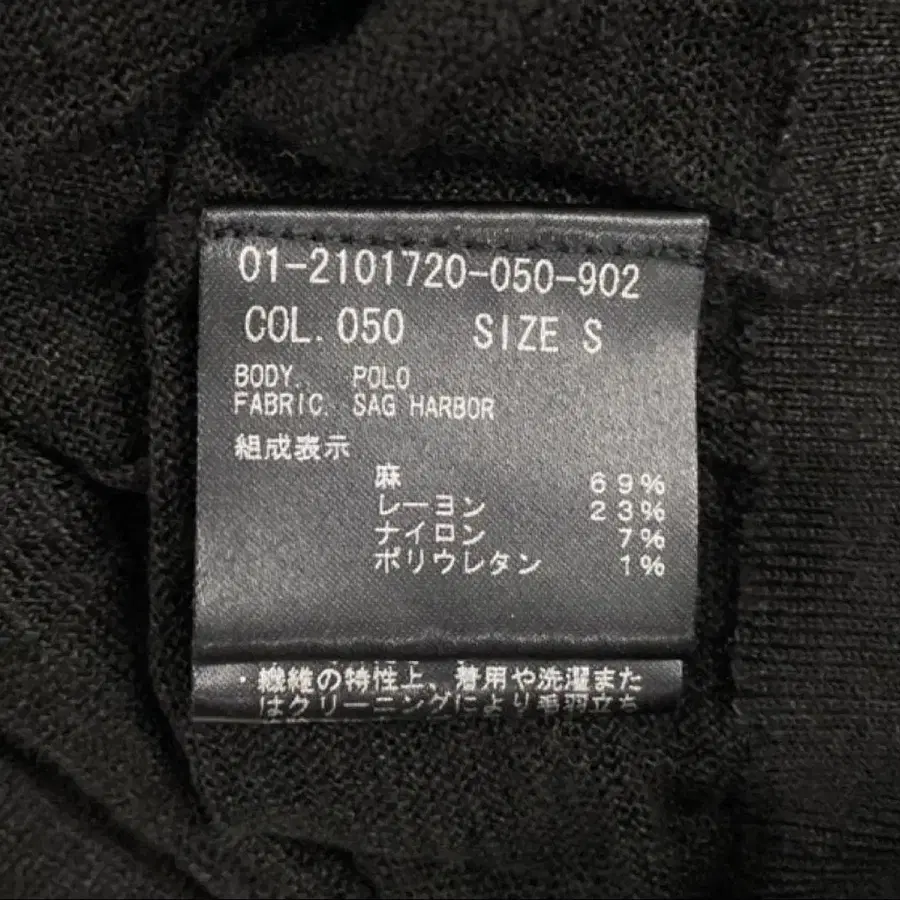 01-2101720-050-902
COL. 050 SIZE S
BODY. POLO
FABRIC. SAG HARBOR
組成表示
麻 69%
レーヨン 23%
ナイロン 7%
ポリウレタン 1%
・繊維の特性上、着用や洗濯また
はクリーニングにより毛羽立ち